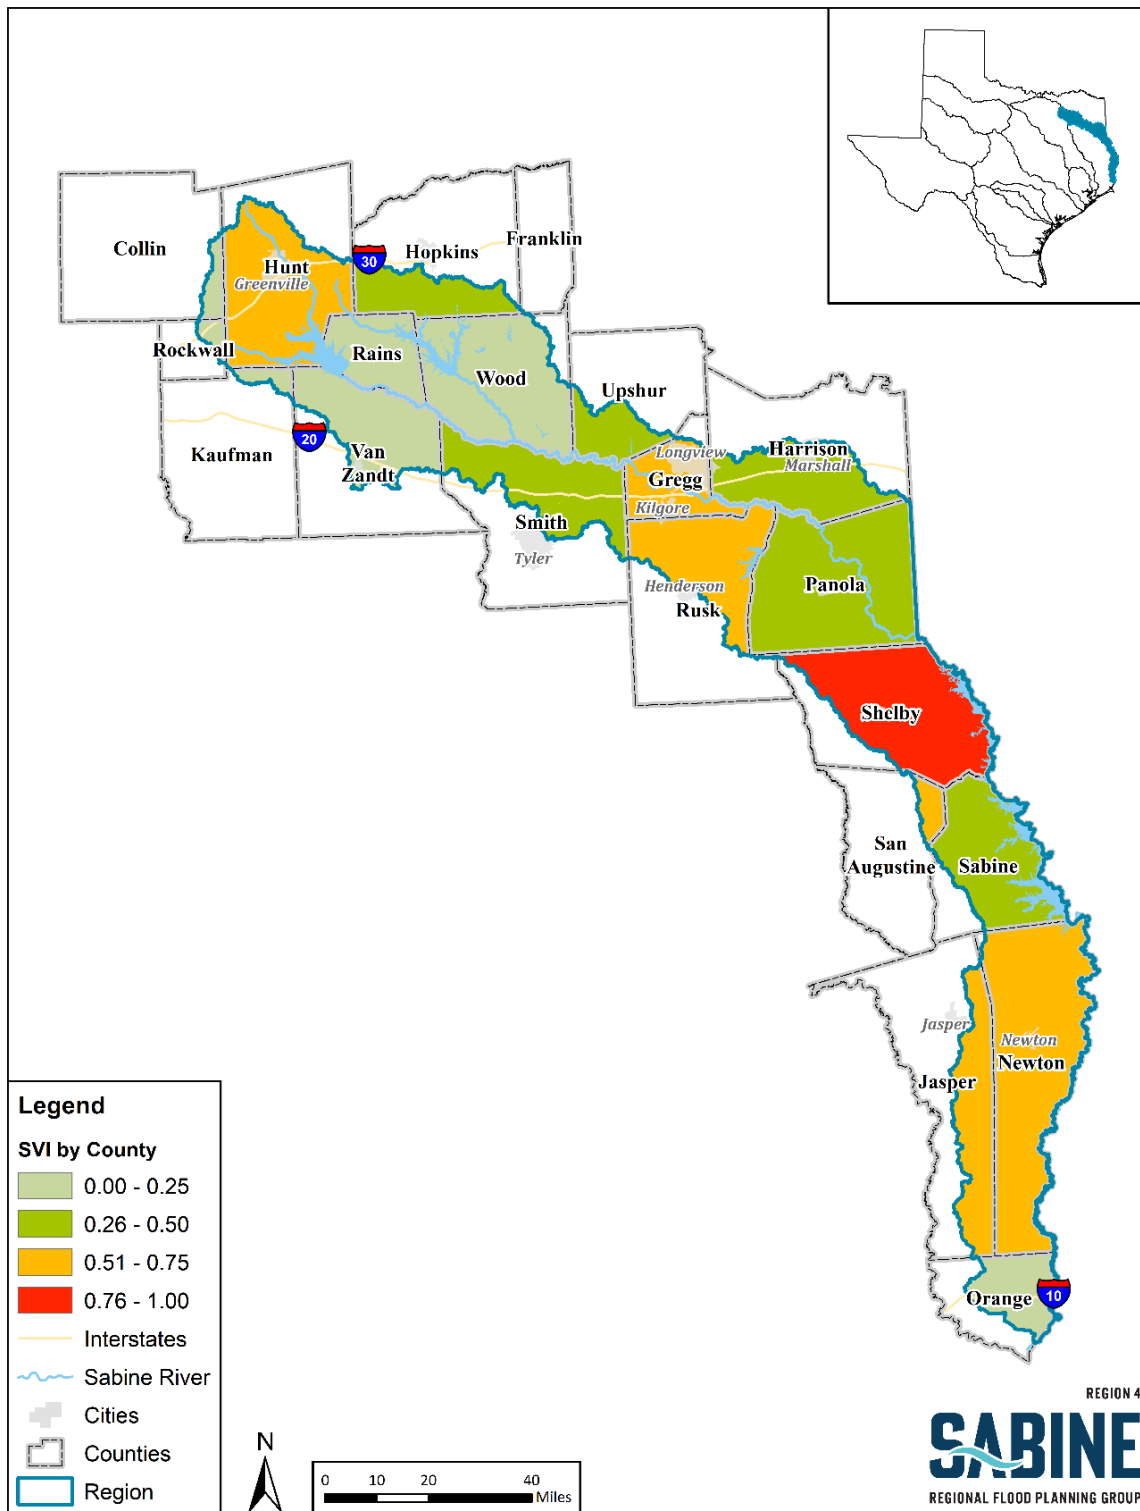 Collin
Hopkins
Franklin
30
Hunt
Greenville
Rockwall
Rains
Wood
Upshur
Kaufman
20
Van
Zandt
Longview
Harrison
Marshall
Gregg
Kilgore
Smith
Tyler
Henderson
Rusk
Panola
Shelby
San
Augustine
Sabine
Jasper
Newton
Newton
Jasper
Orange
10
Legend
SVI by County
0.00 - 0.25
0.26 - 0.50
0.51 - 0.75
0.76 - 1.00
Interstates
Sabine River
Cities
Counties
Region
N
0 10 20 40
Miles
REGION 4
SABINE
REGIONAL FLOOD PLANNING GROUP